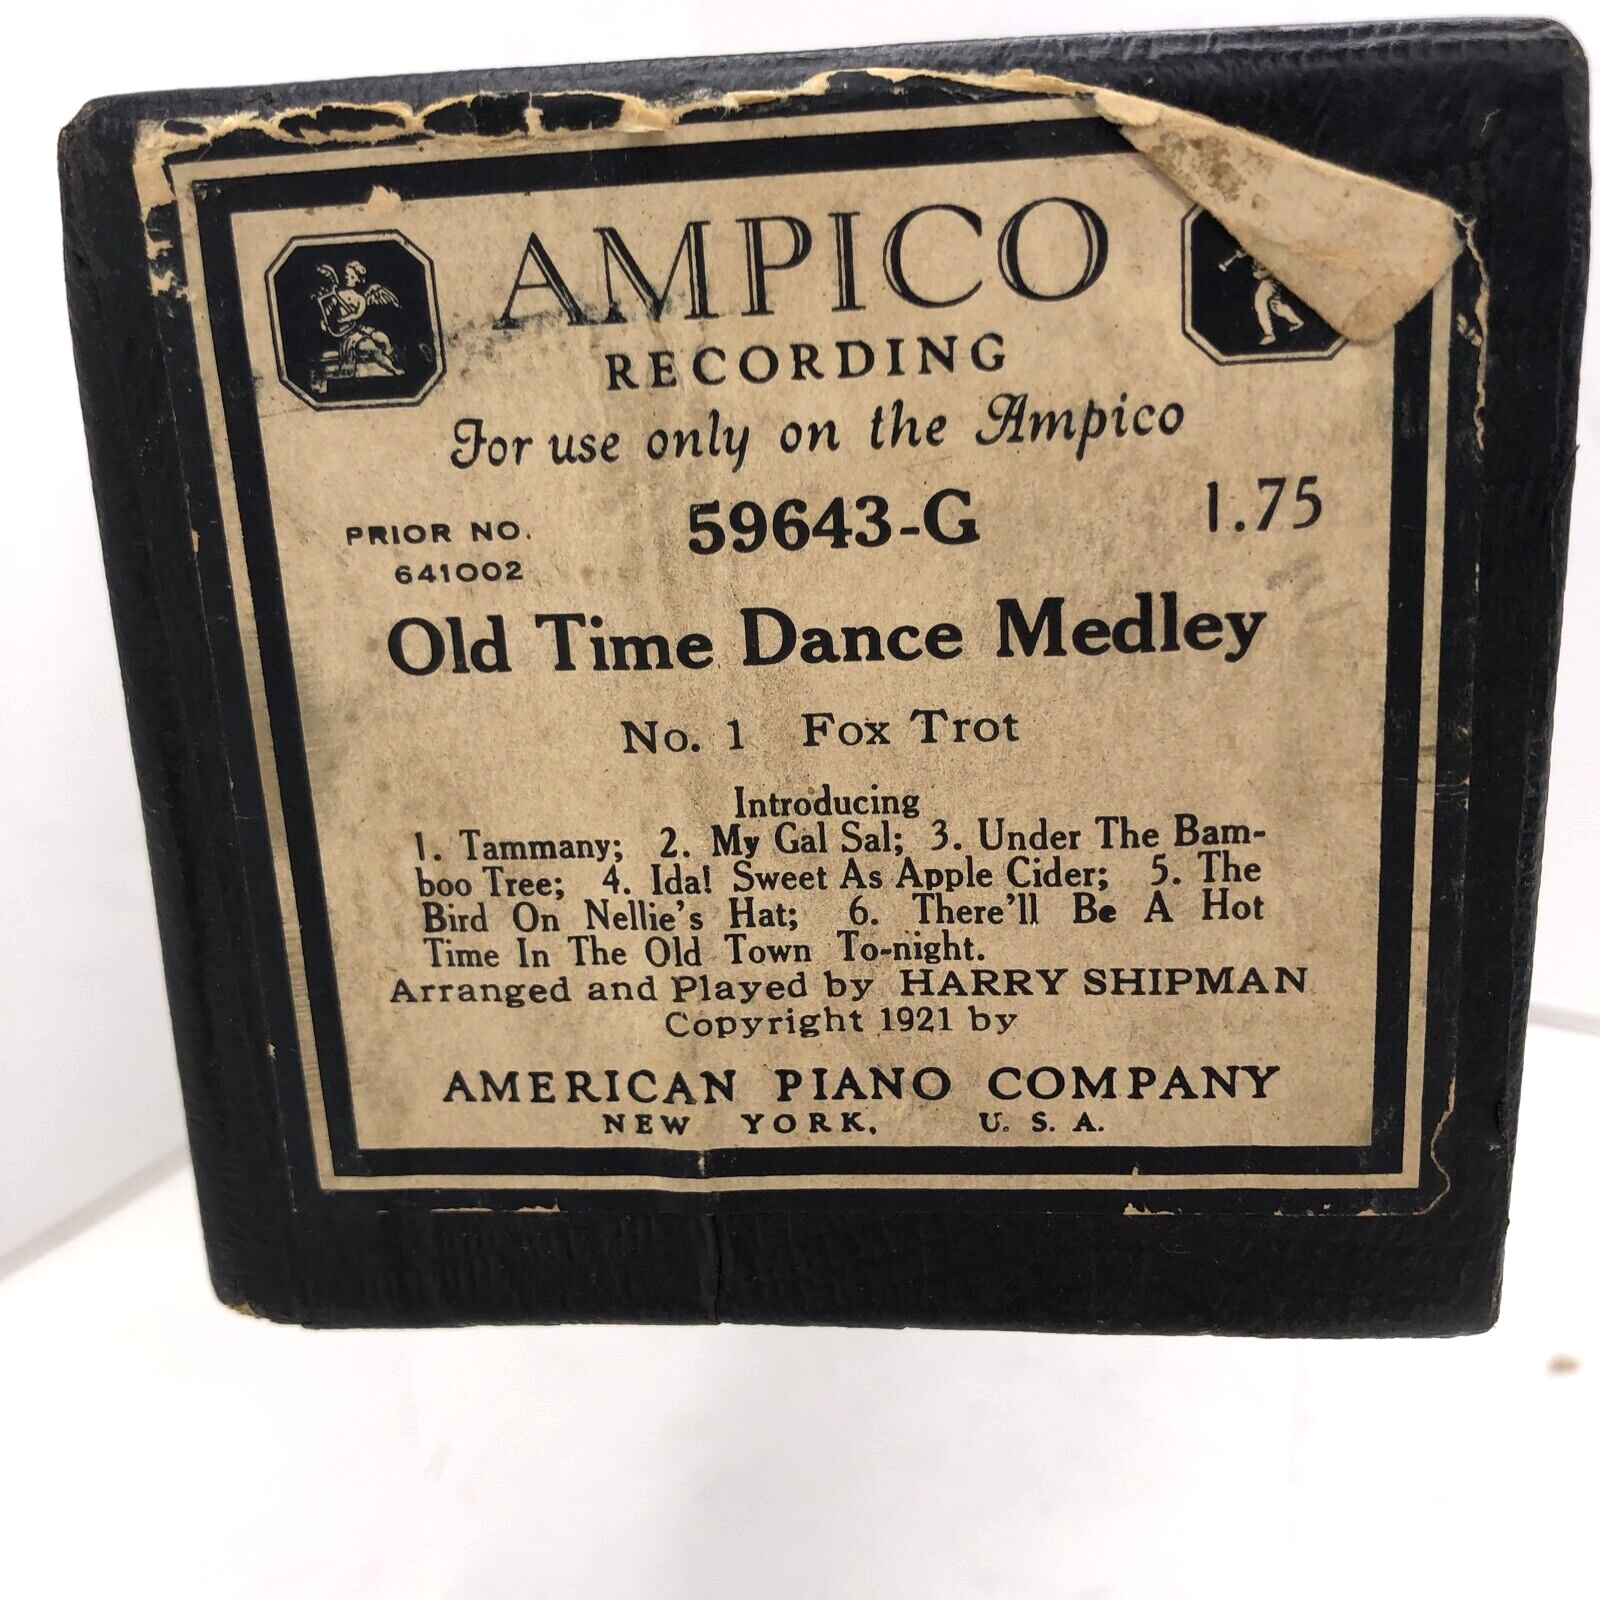 AMPICO
RECORDING
For use only on the Ampico
PRIOR NO.
641002
59643-G
1.75
Old Time Dance Medley
No. 1 Fox Trot
Introducing
1. Tammany; 2. My Gal Sal; 3. Under The Bam-
boo Tree; 4. Ida! Sweet As Apple Cider; 5. The
Bird On Nellie's Hat; 6. There'll Be A Hot
Time In The Old Town To-night.
Arranged and Played by HARRY SHIPMAN
Copyright 1921 by
AMERICAN PIANO COMPANY
NEW YORK, U. S. A.